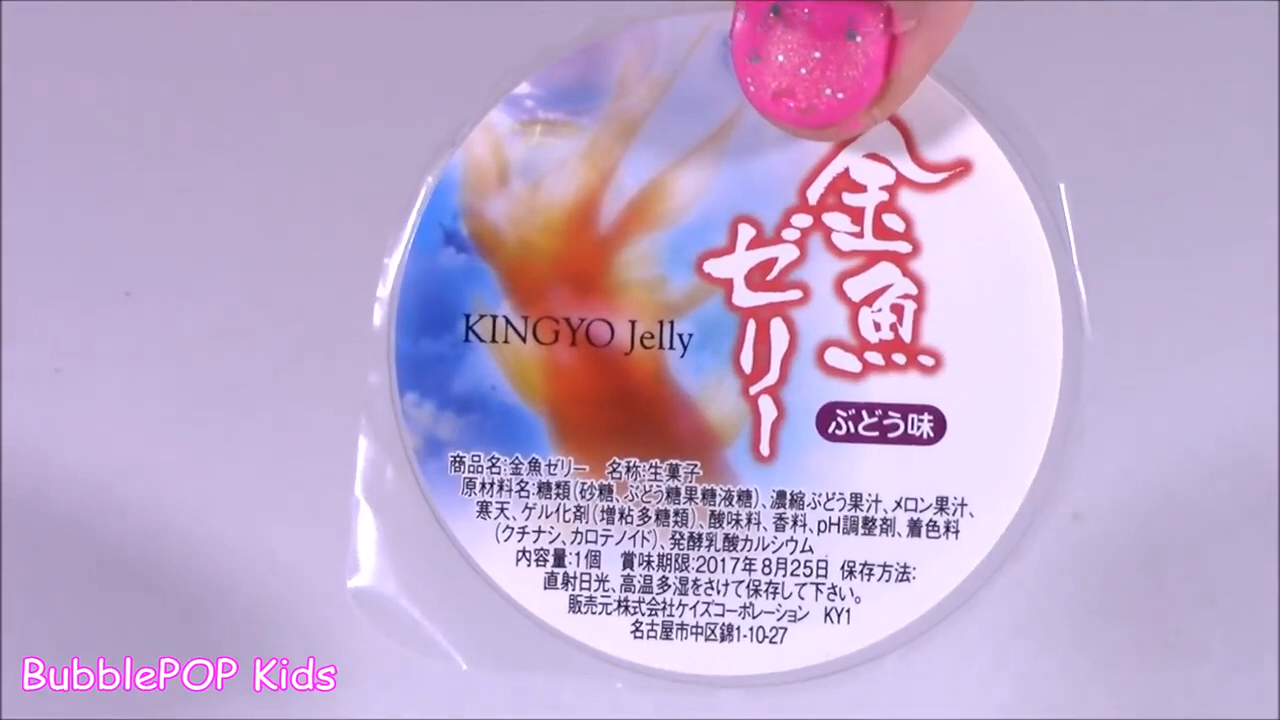 金魚
ゼリー
KINGYO Jelly
ぶどう味
商品名:金魚ゼリー 名称:生菓子
原材料名:糖類(砂糖、ぶどう糖果糖液糖)、濃縮ぶどう果汁、メロン果汁、
寒天、ゲル化剤(増粘多糖類)、酸味料、香料、pH調整剤、着色料
(クチナシ、カロテノイド)、発酵乳酸カルシウム
内容量:1個 賞味期限:2017年8月25日 保存方法:
直射日光、高温多湿をさけて保存して下さい。
販売元:株式会社ケイズコーポレーション KY1
名古屋市中区錦1-10-27
BubblePOP Kids